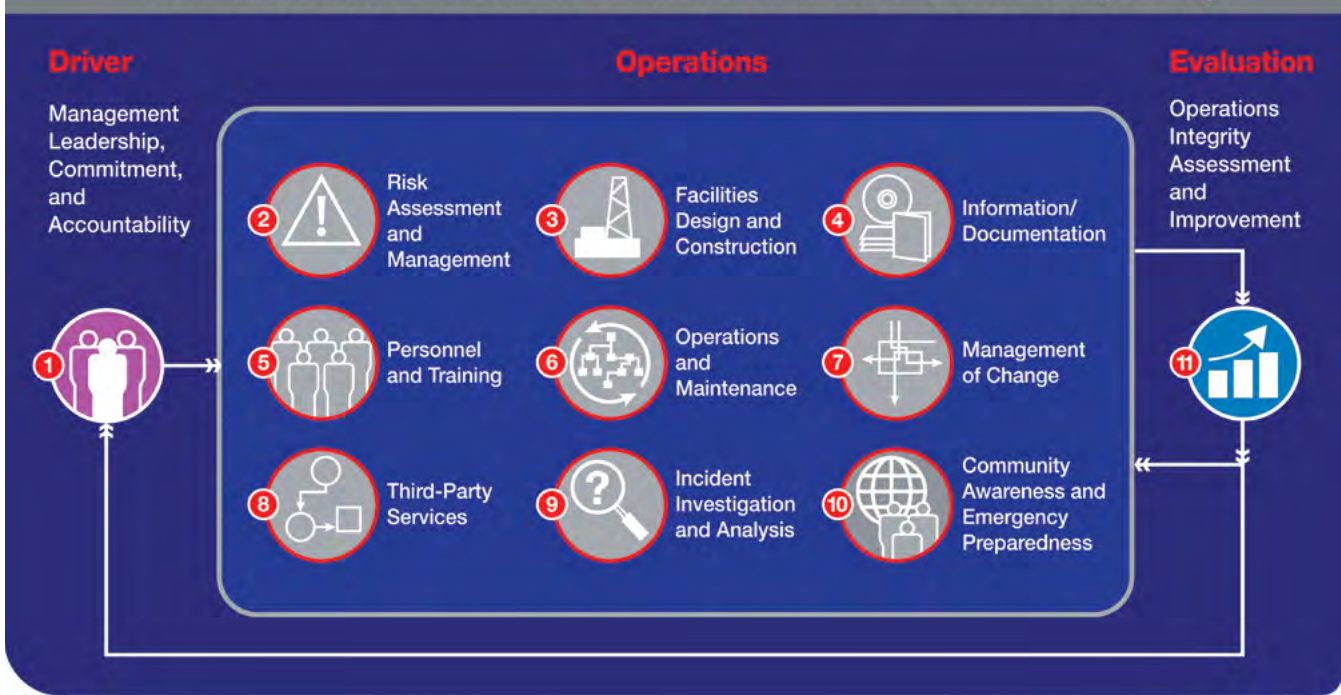 Driver
Management
Leadership,
Commitment,
and
Accountability
1
Operations
2
Risk
Assessment
and
Management
3
Facilities
Design and
Construction
4
Information/
Documentation
5
Personnel
and Training
6
Operations
and
Maintenance
7
Management
of Change
8
Third-Party
Services
9
Incident
Investigation
and Analysis
?
10
Community
Awareness and
Emergency
Preparedness
Evaluation
Operations
Integrity
Assessment
and
Improvement
11